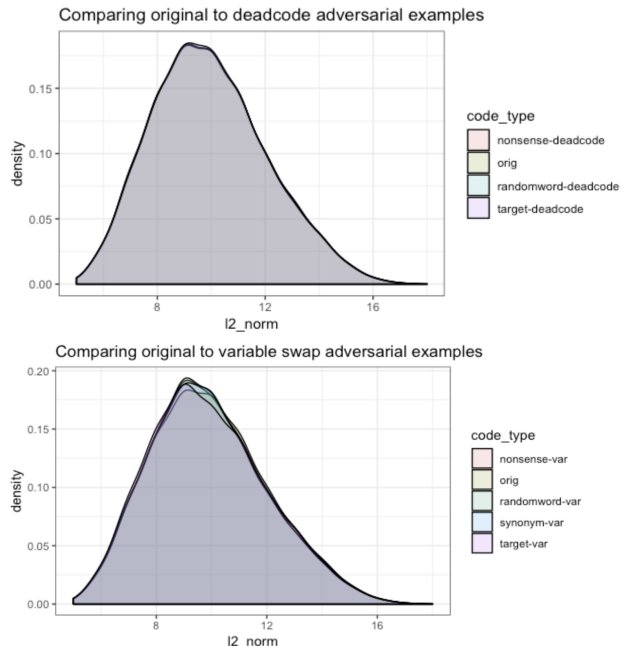 Comparing original to deadcode adversarial examples
0.15
0.10
0.05
0.00
density
8 12 16
l2_norm
code_type
nonsense-deadcode
orig
randomword-deadcode
target-deadcode
Comparing original to variable swap adversarial examples
0.20
0.15
0.10
0.05
0.00
density
8 12 16
l2_norm
code_type
nonsense-var
orig
randomword-var
synonym-var
target-var